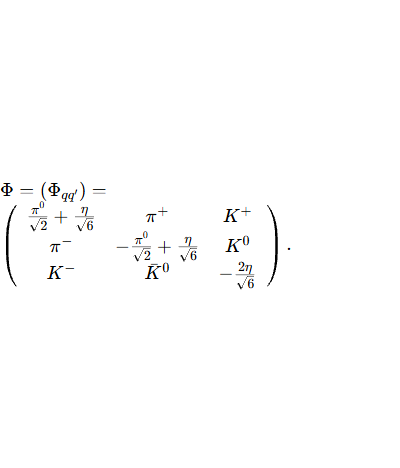 Φ = (Φ_{qq′}) =
( π⁰/√2 + η/√6   π⁺   K⁺
π⁻   −π⁰/√2 + η/√6   K⁰
K⁻   K̄⁰   −2η/√6 ) .